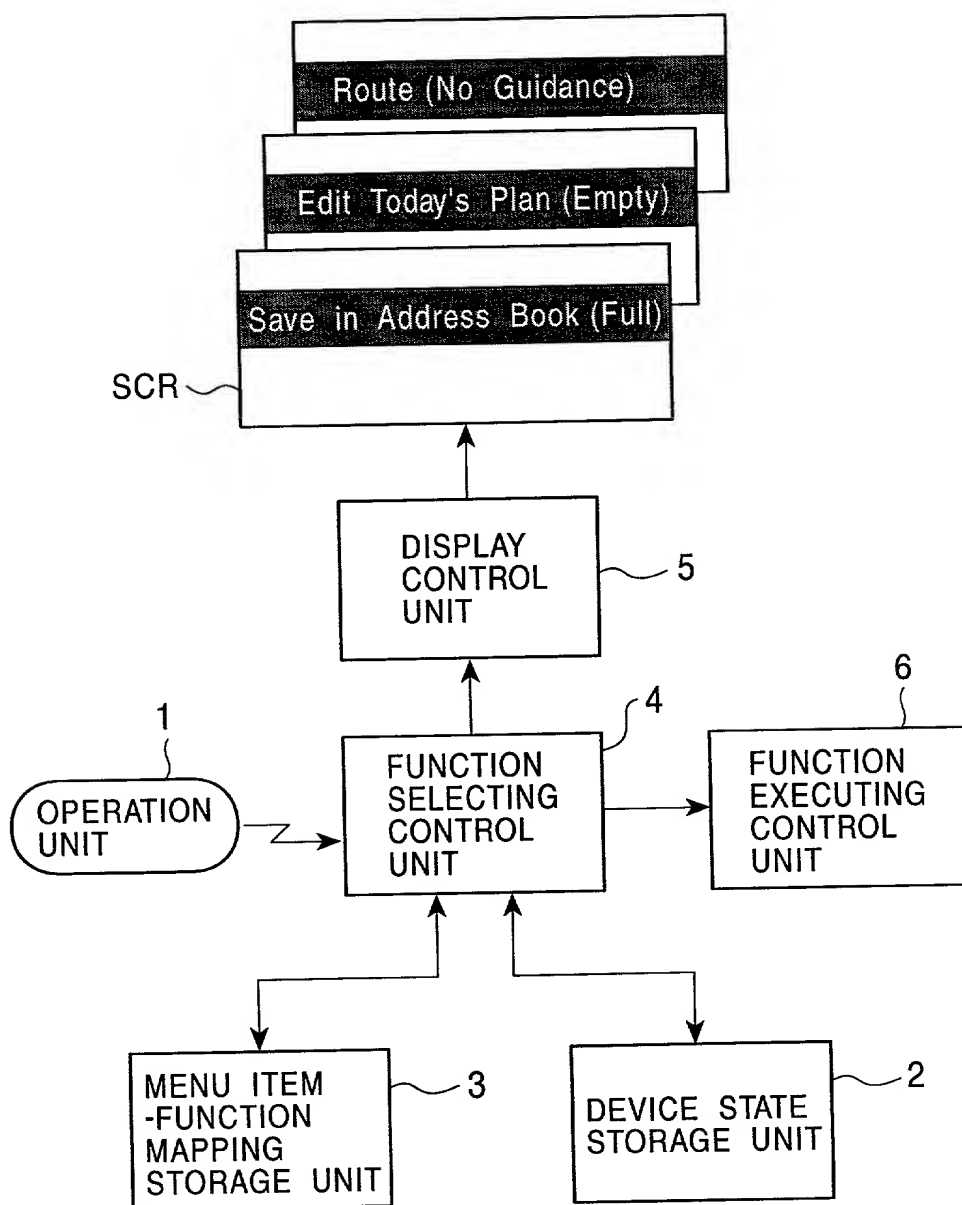 Route (No Guidance)
Edit Today's Plan (Empty)
Save in Address Book (Full)
SCR
DISPLAY
CONTROL
UNIT
5
1
OPERATION
UNIT
4
FUNCTION
SELECTING
CONTROL
UNIT
6
FUNCTION
EXECUTING
CONTROL
UNIT
MENU ITEM
-FUNCTION
MAPPING
STORAGE UNIT
3
DEVICE STATE
STORAGE UNIT
2